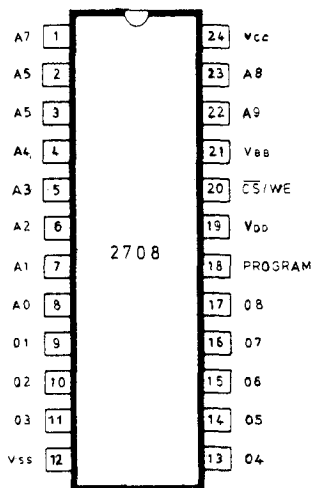 A7 1 24 VCC
A5 2 23 A8
A5 3 22 A9
A4 4 21 VBB
A3 5 20 C̅S̅/WE
A2 6 19 VDD
2708
A1 7 18 PROGRAM
A0 8 17 08
01 9 16 07
02 10 15 06
03 11 14 05
VSS 12 13 04